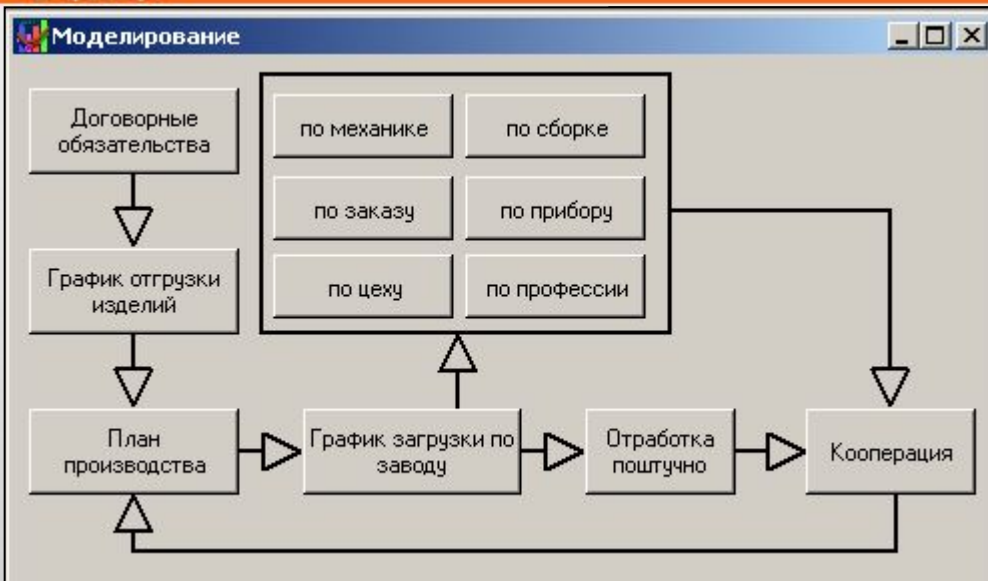 Моделирование
Договорные
обязательства
по механике
по сборке
по заказу
по прибору
График отгрузки
изделий
по цеху
по профессии
План
производства
График загрузки по
заводу
Отработка
поштучно
Кооперация